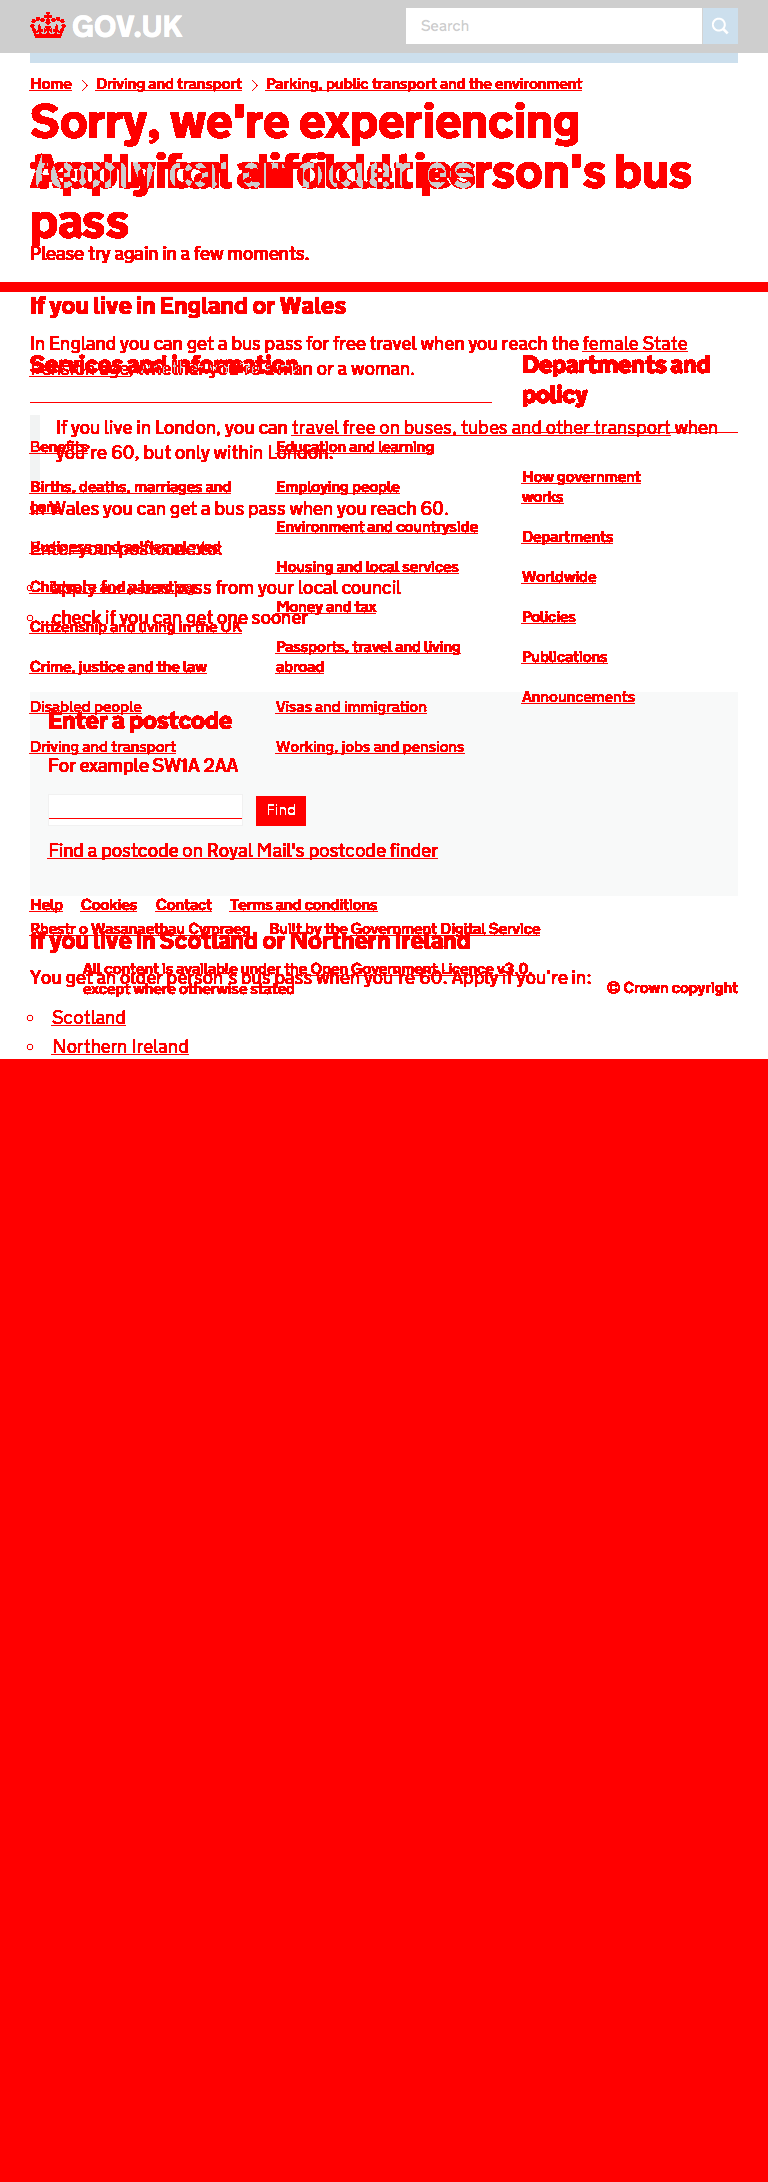 GOV.UK
Search
Home
Driving and transport
Parking, public transport and the environment
Sorry, we're experiencing
technical difficulties
Apply for an older person's bus
pass
Please try again in a few moments.
If you live in England or Wales
In England you can get a bus pass for free travel when you reach the female State
Pension age, whether you're a man or a woman.
Services and information
Departments and
policy
If you live in London, you can travel free on buses, tubes and other transport when
you're 60, but only within London.
Benefits
Education and learning
Births, deaths, marriages and
care
Employing people
How government
works
In Wales you can get a bus pass when you reach 60.
Environment and countryside
Departments
Business and self-employed
Enter your postcode to:
Housing and local services
Worldwide
Childcare and parenting
apply for a bus pass from your local council
Money and tax
Policies
check if you can get one sooner
Citizenship and living in the UK
Passports, travel and living
abroad
Publications
Crime, justice and the law
Announcements
Disabled people
Visas and immigration
Enter a postcode
Driving and transport
Working, jobs and pensions
For example SW1A 2AA
Find
Find a postcode on Royal Mail's postcode finder
Help
Cookies
Contact
Terms and conditions
Rhestr o Wasanaethau Cymraeg
Built by the Government Digital Service
If you live in Scotland or Northern Ireland
All content is available under the Open Government Licence v3.0,
except where otherwise stated
You get an older person's bus pass when you're 60. Apply if you're in:
© Crown copyright
Scotland
Northern Ireland